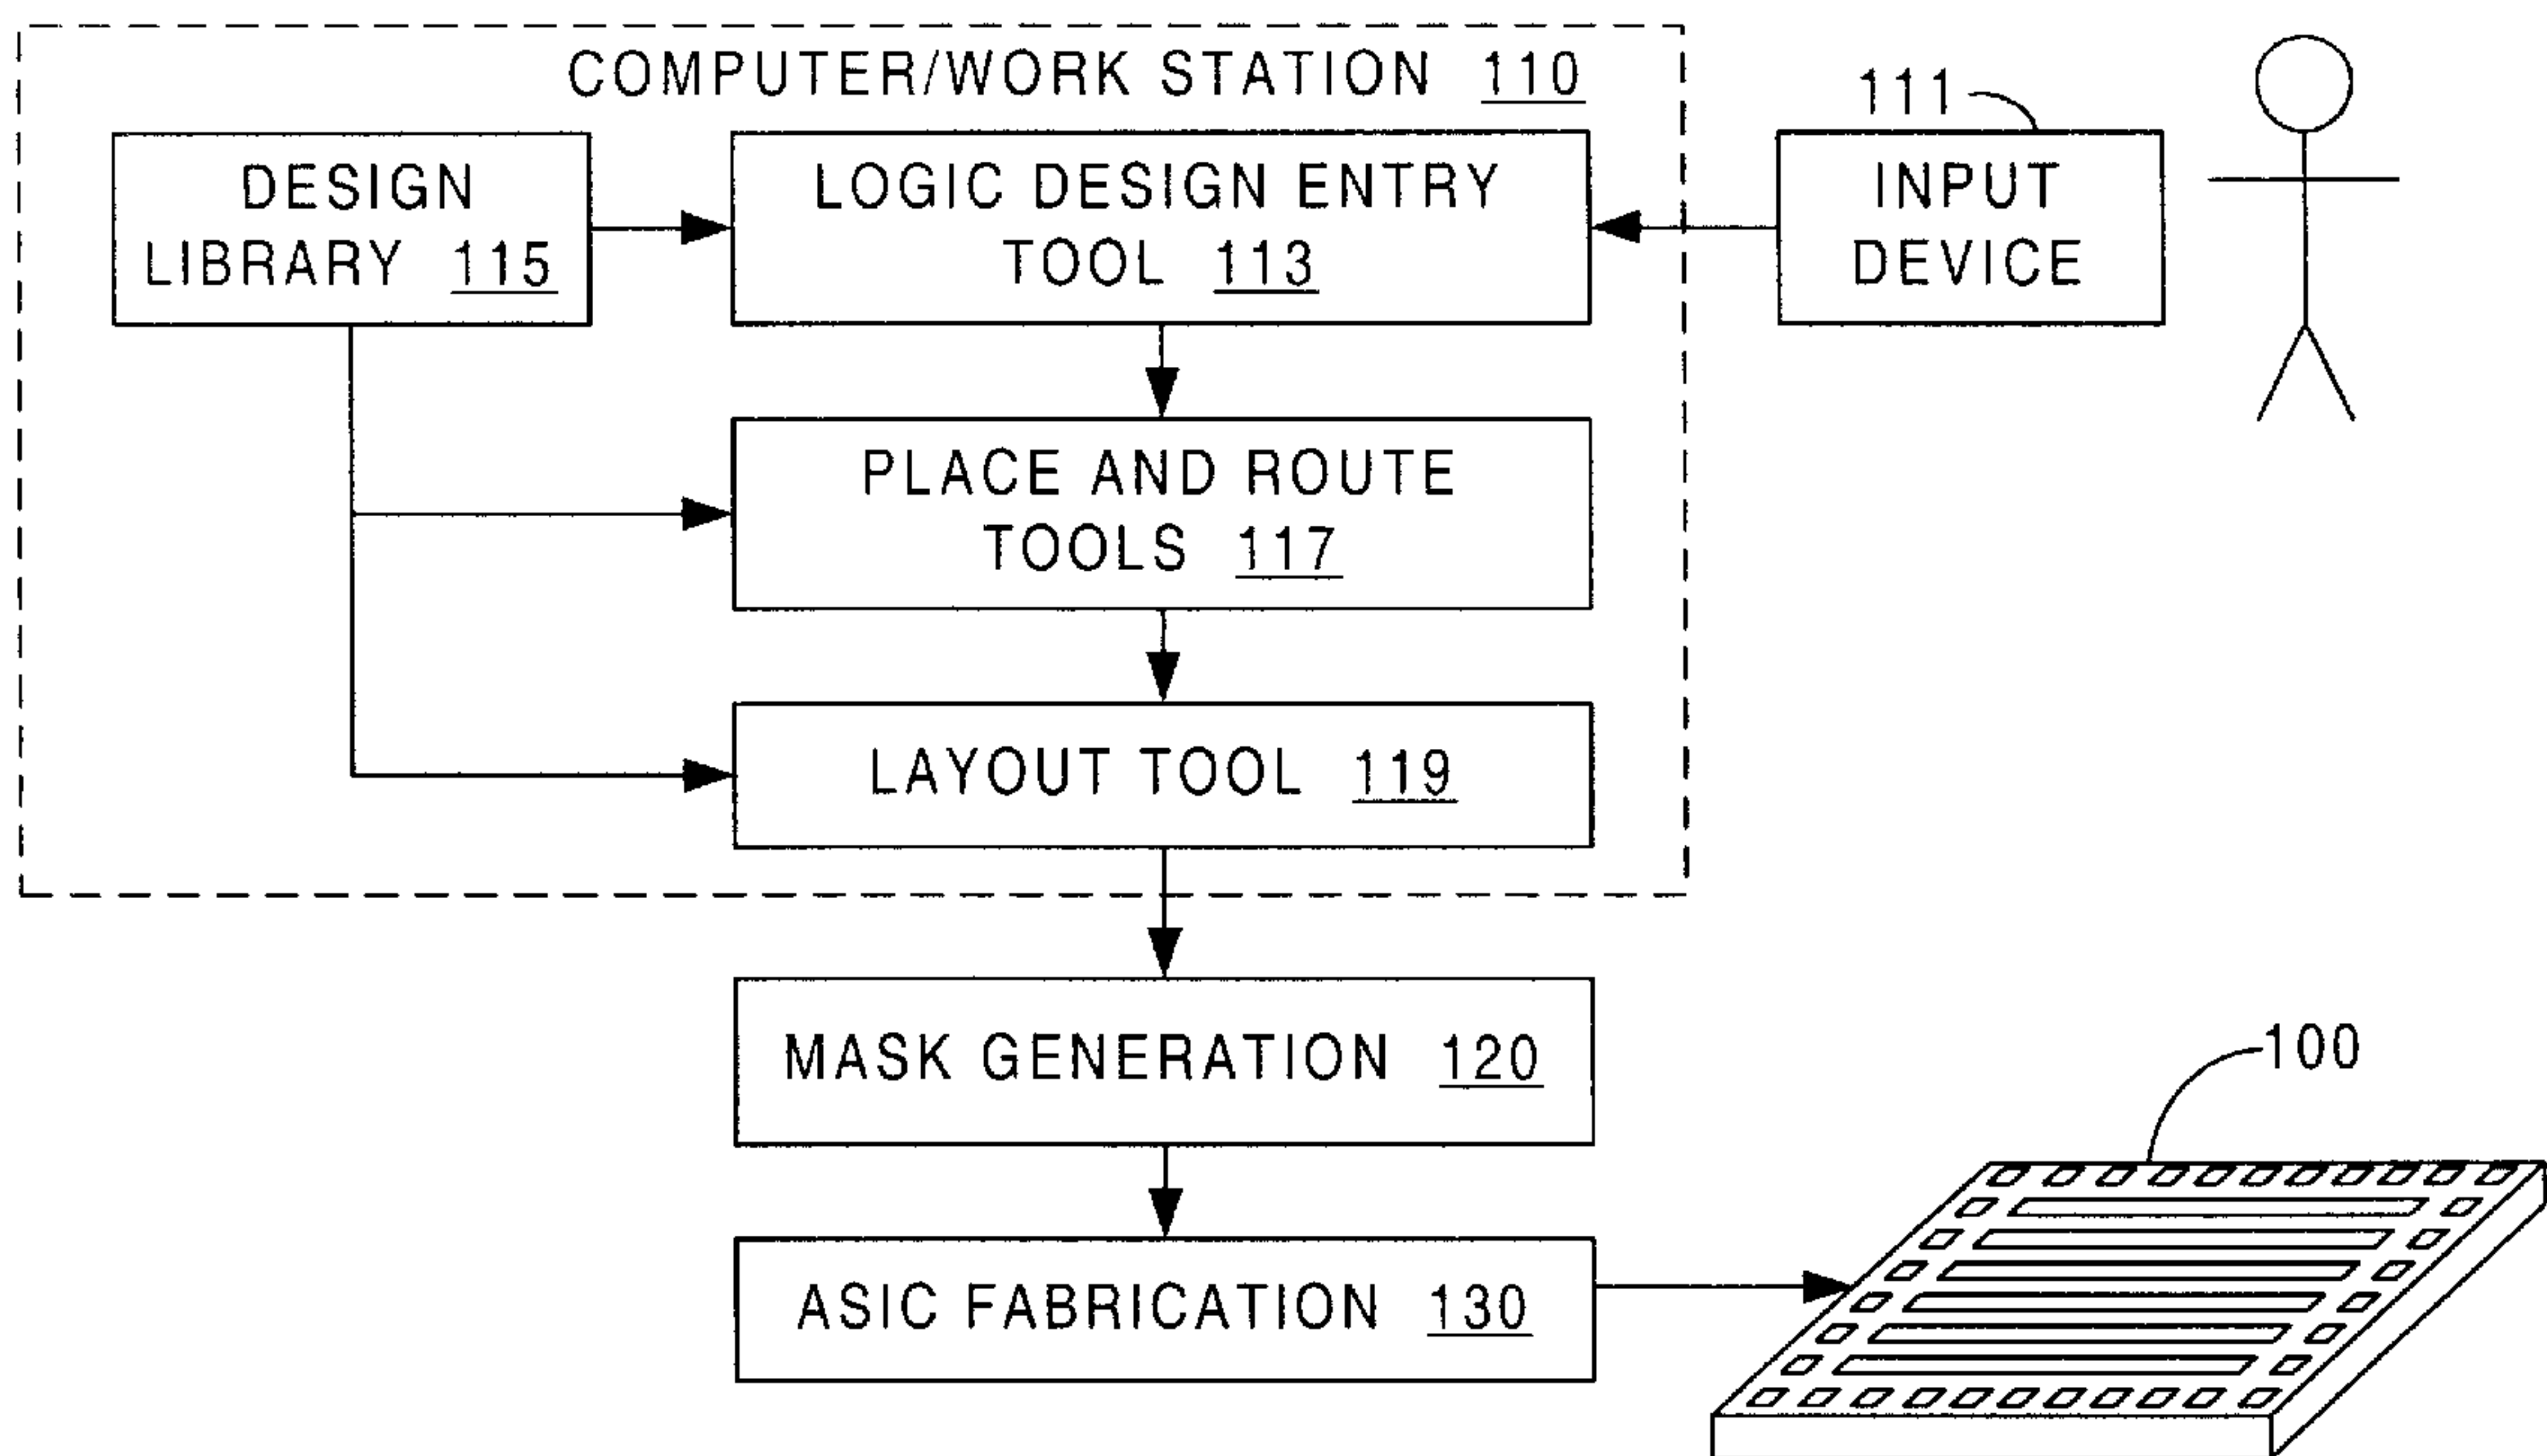 COMPUTER/WORK STATION 110
111
DESIGN
LIBRARY 115
LOGIC DESIGN ENTRY
TOOL 113
INPUT
DEVICE
PLACE AND ROUTE
TOOLS 117
LAYOUT TOOL 119
MASK GENERATION 120
100
ASIC FABRICATION 130